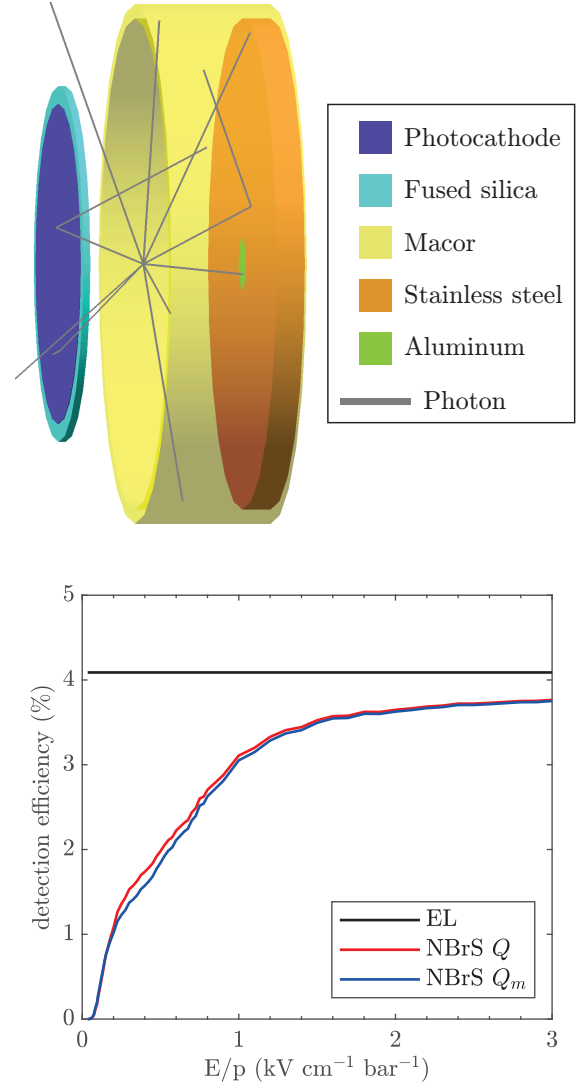 Photocathode
Fused silica
Macor
Stainless steel
Aluminum
Photon
5
4
3
2
1
0
detection efficiency (%)
EL
NBrS Q
NBrS Qm
0 1 2 3
E/p (kV cm⁻¹ bar⁻¹)